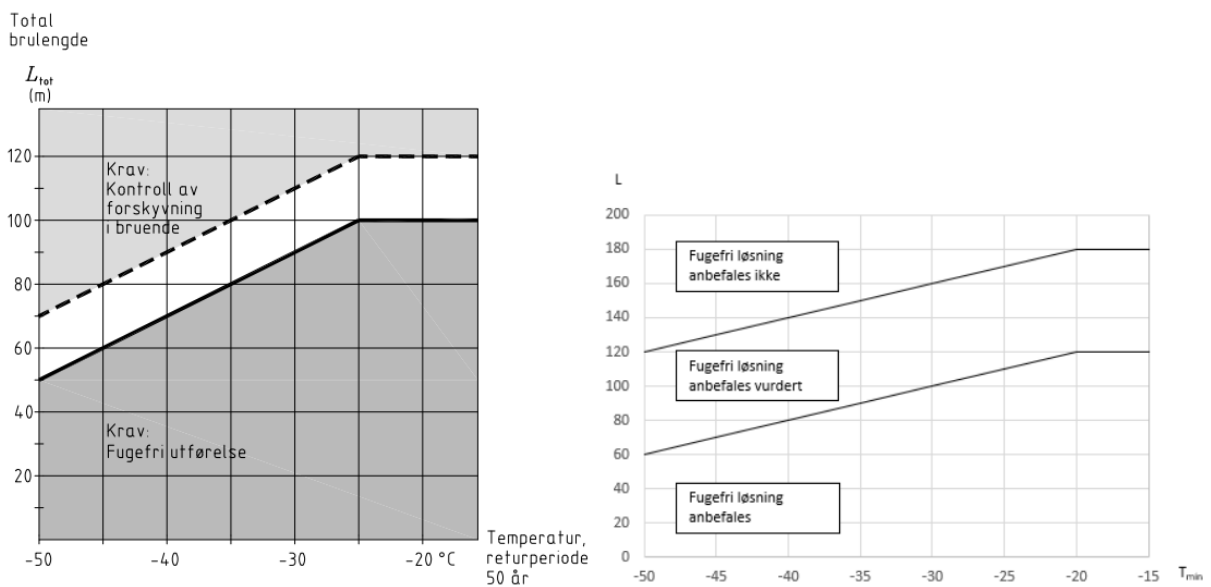 Total
brulengde
L_tot
(m)
120
100
80
60
40
20
Krav:
Kontroll av
forskyvning
i bruende
Krav:
Fugefri utførelse
-50
-40
-30
-20 °C
Temperatur,
returperiode
50 år
L
200
180
160
140
120
100
80
60
40
20
0
Fugefri løsning
anbefales ikke
Fugefri løsning
anbefales vurdert
Fugefri løsning
anbefales
-50
-45
-40
-35
-30
-25
-20
-15
T_min